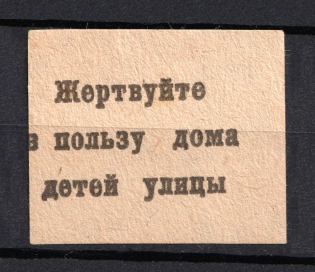 Жертвуйте
в пользу дома
детей улицы